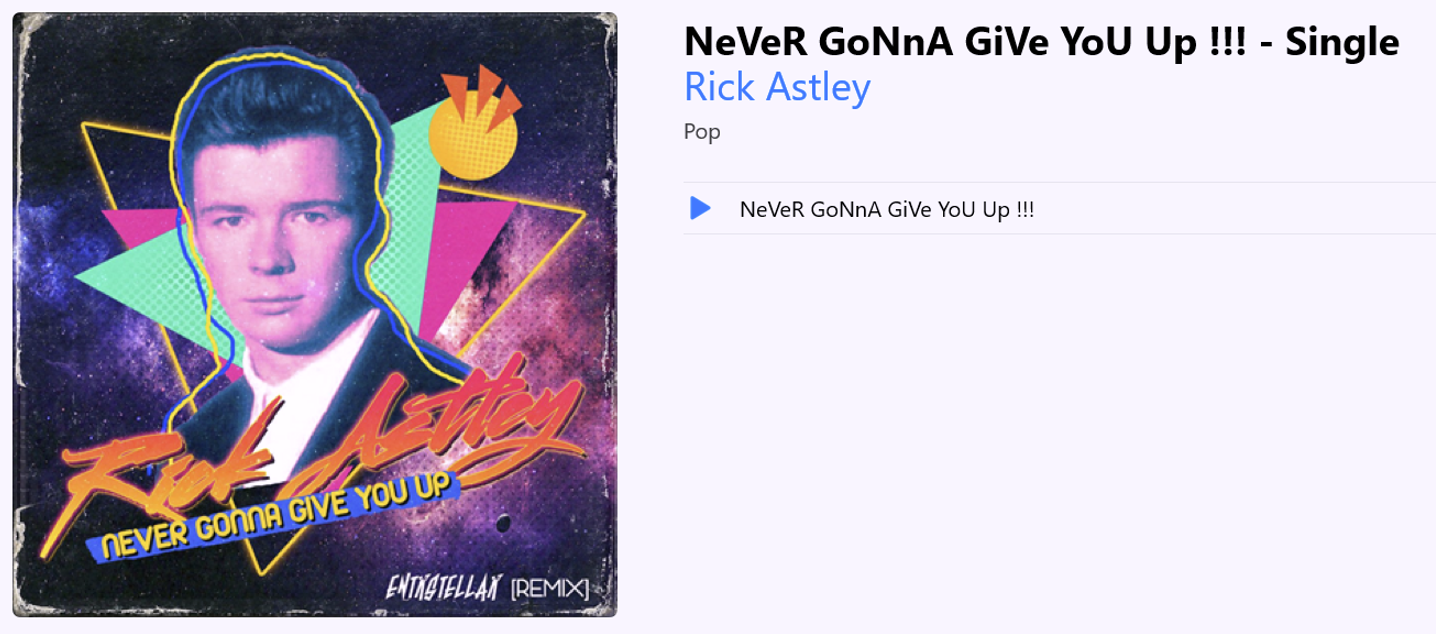 Rick Astley
NEVER GONNA GIVE YOU UP
[REMIX]
NeVeR GoNnA GiVe YoU Up !!! - Single
Rick Astley
Pop
NeVeR GoNnA GiVe YoU Up !!!